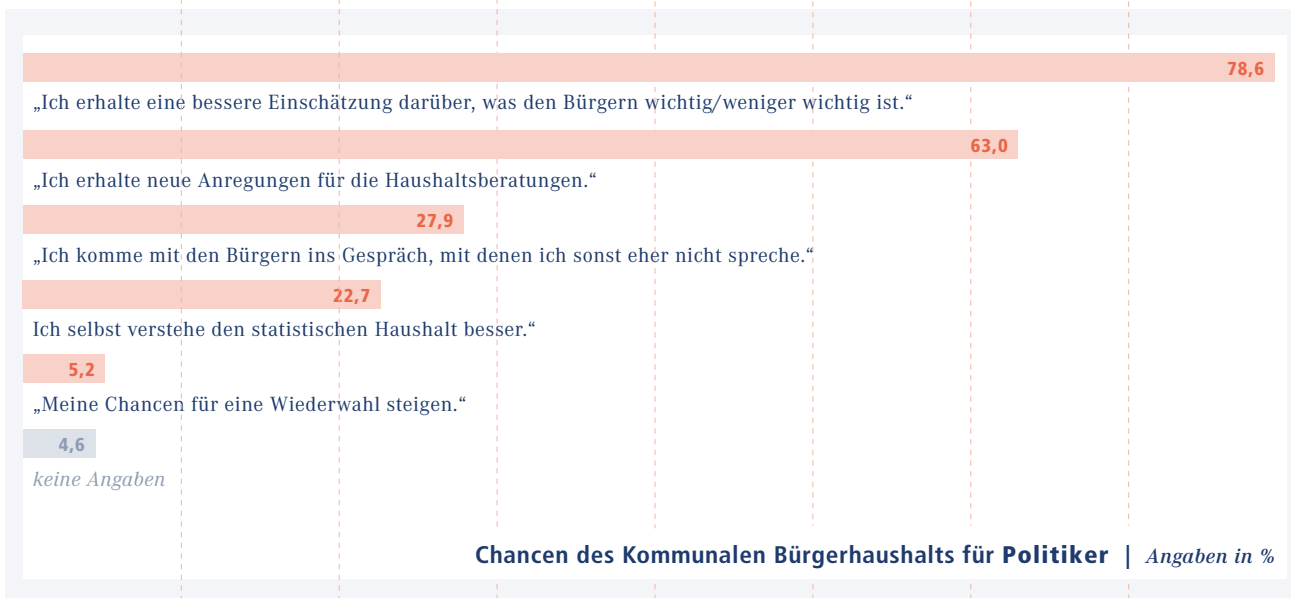 78,6
„Ich erhalte eine bessere Einschätzung darüber, was den Bürgern wichtig/weniger wichtig ist.“
63,0
„Ich erhalte neue Anregungen für die Haushaltsberatungen.“
27,9
„Ich komme mit den Bürgern ins Gespräch, mit denen ich sonst eher nicht spreche.“
22,7
Ich selbst verstehe den statistischen Haushalt besser.“
5,2
„Meine Chancen für eine Wiederwahl steigen.“
4,6
keine Angaben
Chancen des Kommunalen Bürgerhaushalts für Politiker | Angaben in %